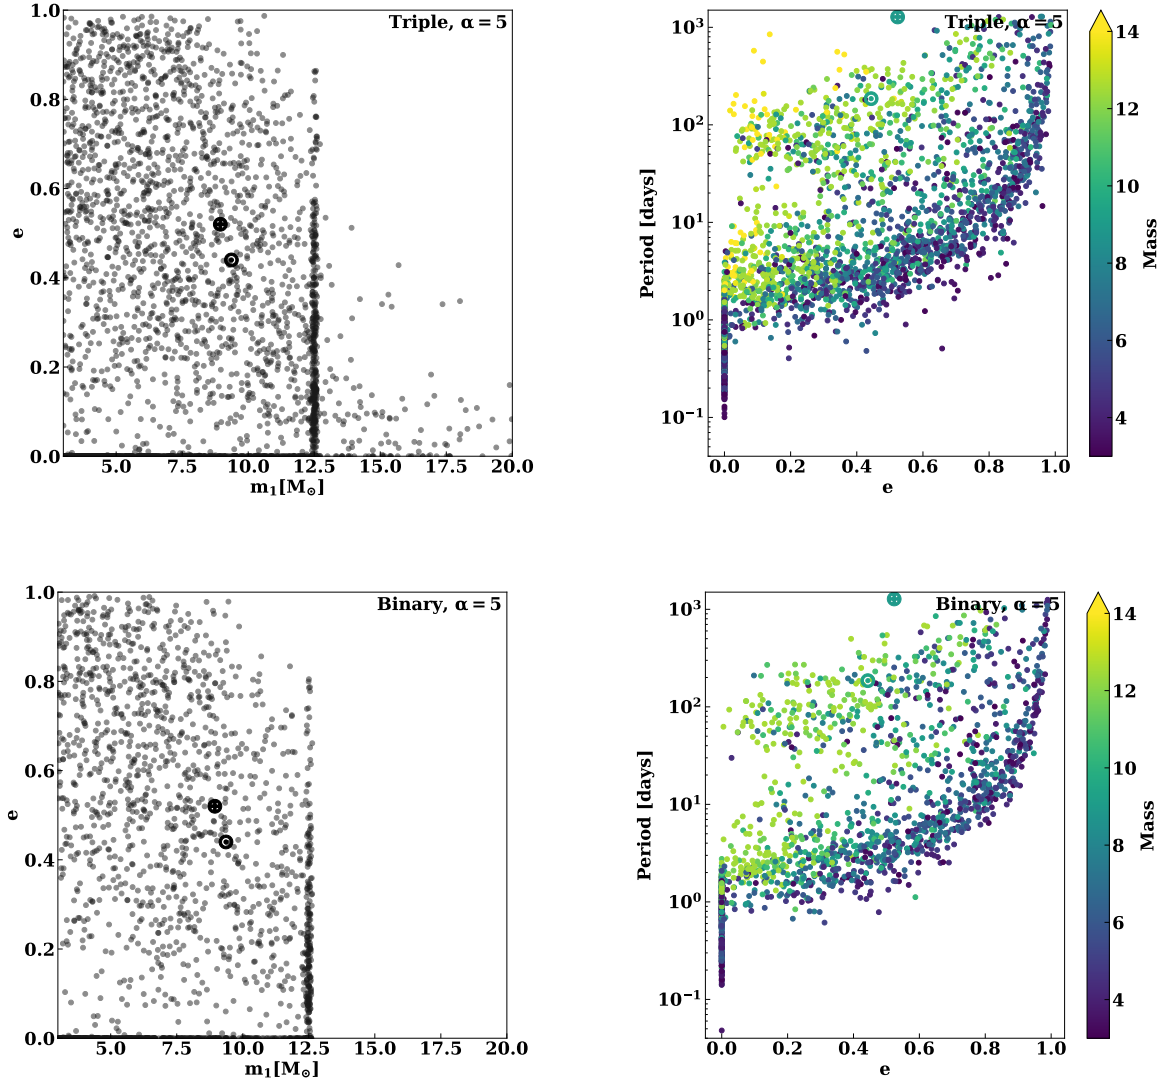 Triple, α = 5
1.0
0.8
0.6
0.4
0.2
0.0
e
5.0 7.5 10.0 12.5 15.0 17.5 20.0
m₁[M⊙]
Triple, α = 5
10³
10²
10¹
10⁰
10⁻¹
Period [days]
0.0 0.2 0.4 0.6 0.8 1.0
e
14
12
10
8
6
4
Mass
Binary, α = 5
1.0
0.8
0.6
0.4
0.2
0.0
e
5.0 7.5 10.0 12.5 15.0 17.5 20.0
m₁[M⊙]
Binary, α = 5
10³
10²
10¹
10⁰
10⁻¹
Period [days]
0.0 0.2 0.4 0.6 0.8 1.0
e
14
12
10
8
6
4
Mass